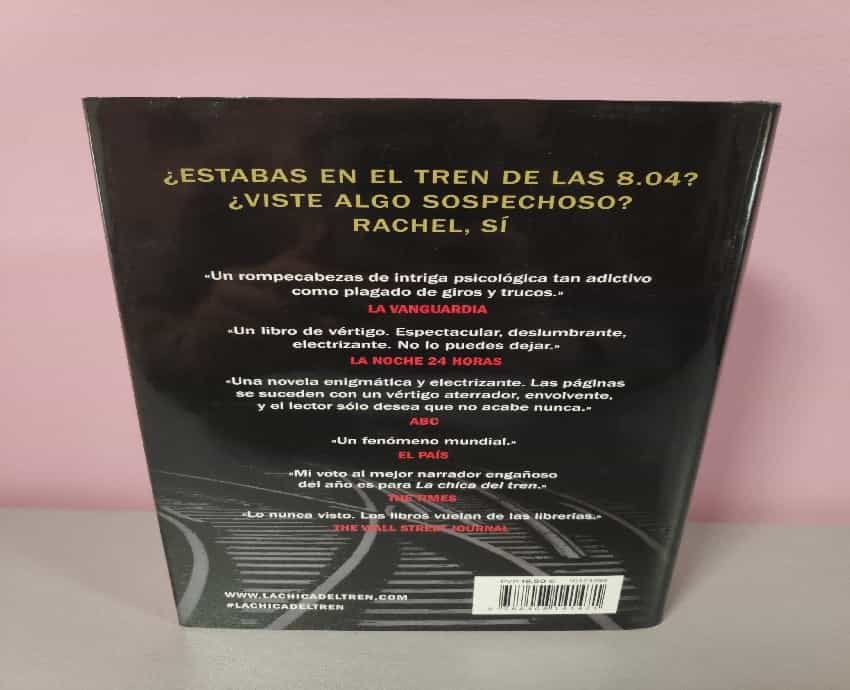 ¿ESTABAS EN EL TREN DE LAS 8.04?
¿VISTE ALGO SOSPECHOSO?
RACHEL, SÍ
«Un rompecabezas de intriga psicológica tan adictivo
como plagado de giros y trucos.»
LA VANGUARDIA
«Un libro de vértigo. Espectacular, deslumbrante,
electrizante. No lo puedes dejar.»
LA NOCHE 24 HORAS
«Una novela enigmática y electrizante. Las páginas
se suceden con un vértigo aterrador, envolvente,
y el lector sólo desea que no acabe nunca.»
ABC
«Un fenómeno mundial.»
EL PAÍS
«Mi voto al mejor narrador engañoso
del año es para La chica del tren.»
THE TIMES
«Lo nunca visto. Los libros vuelan de las librerías.»
THE WALL STREET JOURNAL
WWW.LACHICADELTREN.COM
#LACHICADELTREN